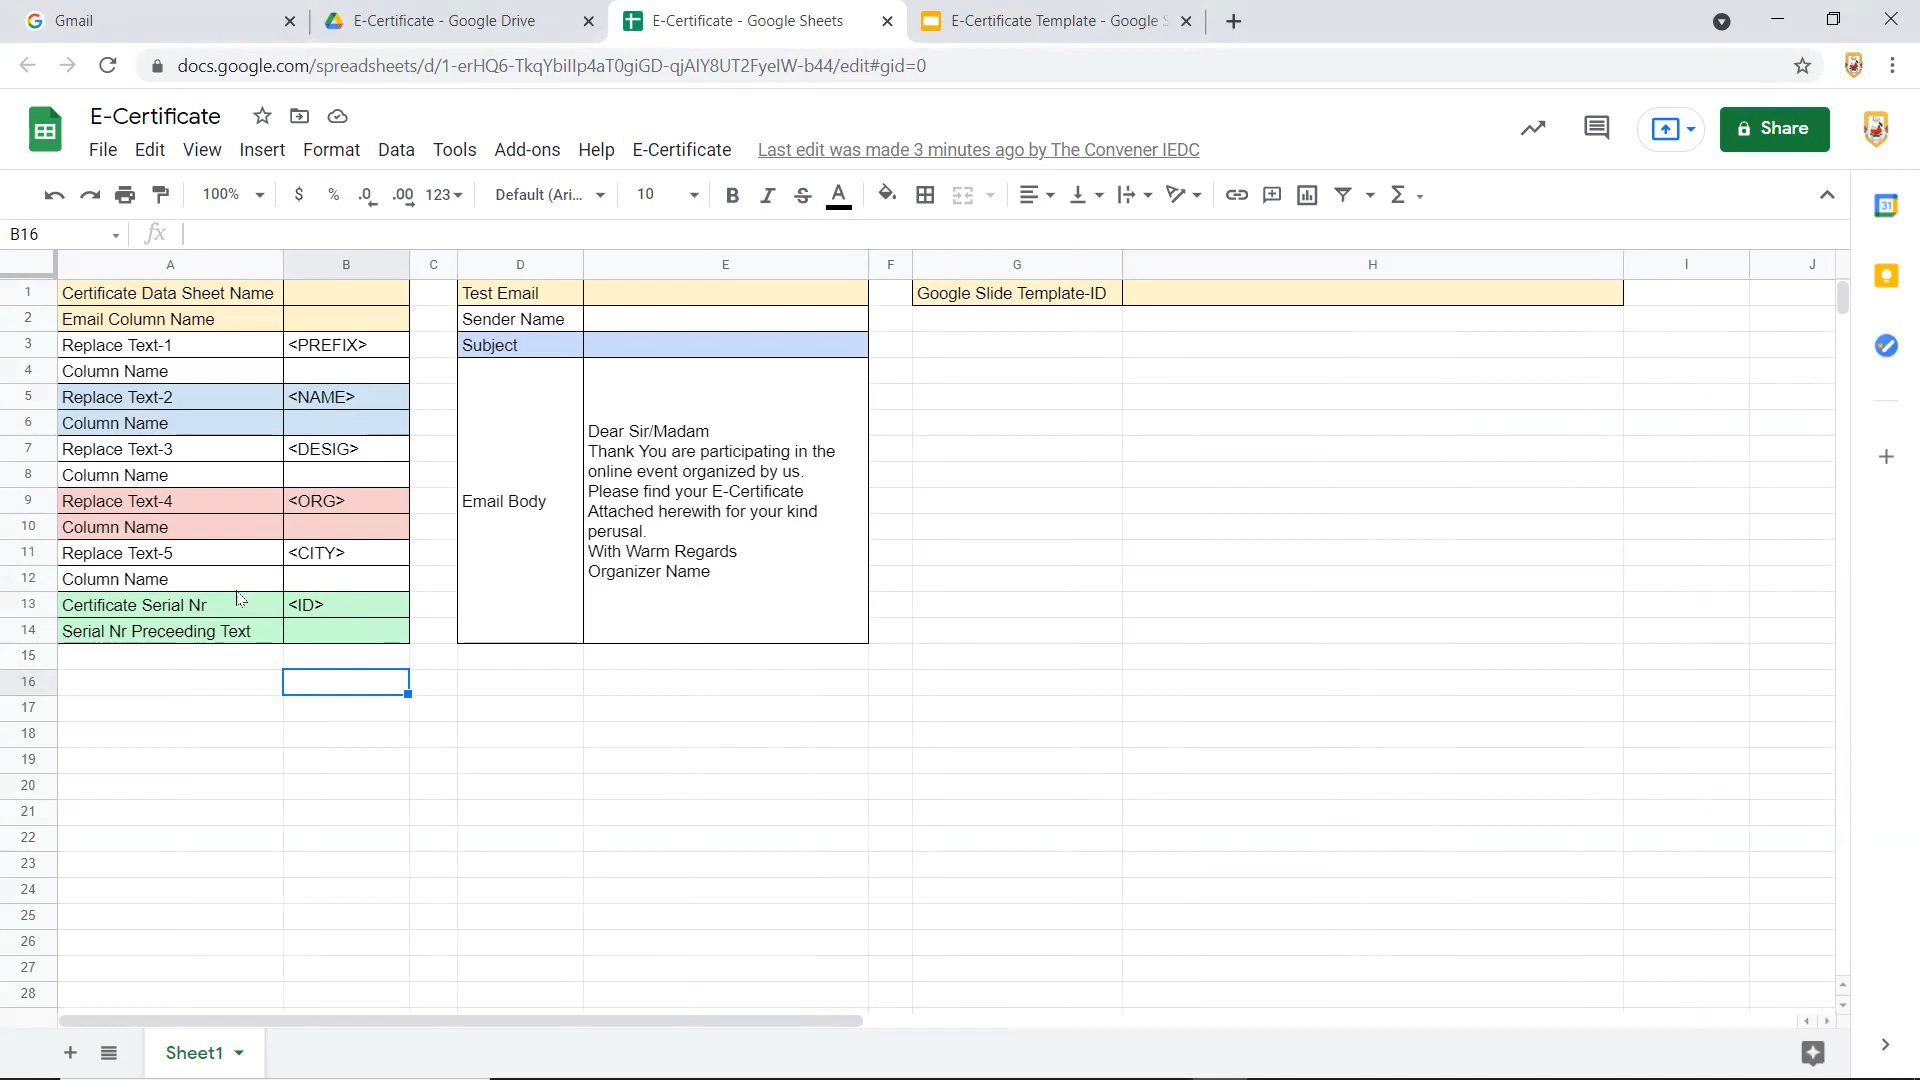 Gmail
E-Certificate - Google Drive
E-Certificate - Google Sheets
E-Certificate Template - Google S
docs.google.com/spreadsheets/d/1-erHQ6-TkqYbiIlp4aT0giGD-qjAIY8UT2FyeIW-b44/edit#gid=0
E-Certificate
File Edit View Insert Format Data Tools Add-ons Help E-Certificate Last edit was made 3 minutes ago by The Convener IEDC
Share
100% $ % .0 .00 123 Default (Ari... 10 B I S A Σ
31
B16 fx
A B C D E F G H I J
1 Certificate Data Sheet Name Test Email Google Slide Template-ID
2 Email Column Name Sender Name
3 Replace Text-1 <PREFIX> Subject
4 Column Name
5 Replace Text-2 <NAME>
6 Column Name
7 Replace Text-3 <DESIG>
8 Column Name
9 Replace Text-4 <ORG>
10 Column Name
11 Replace Text-5 <CITY>
12 Column Name
13 Certificate Serial Nr <ID>
14 Serial Nr Preceeding Text
Email Body
Dear Sir/Madam
Thank You are participating in the
online event organized by us.
Please find your E-Certificate
Attached herewith for your kind
perusal.
With Warm Regards
Organizer Name
15
16
17
18
19
20
21
22
23
24
25
26
27
28
Sheet1